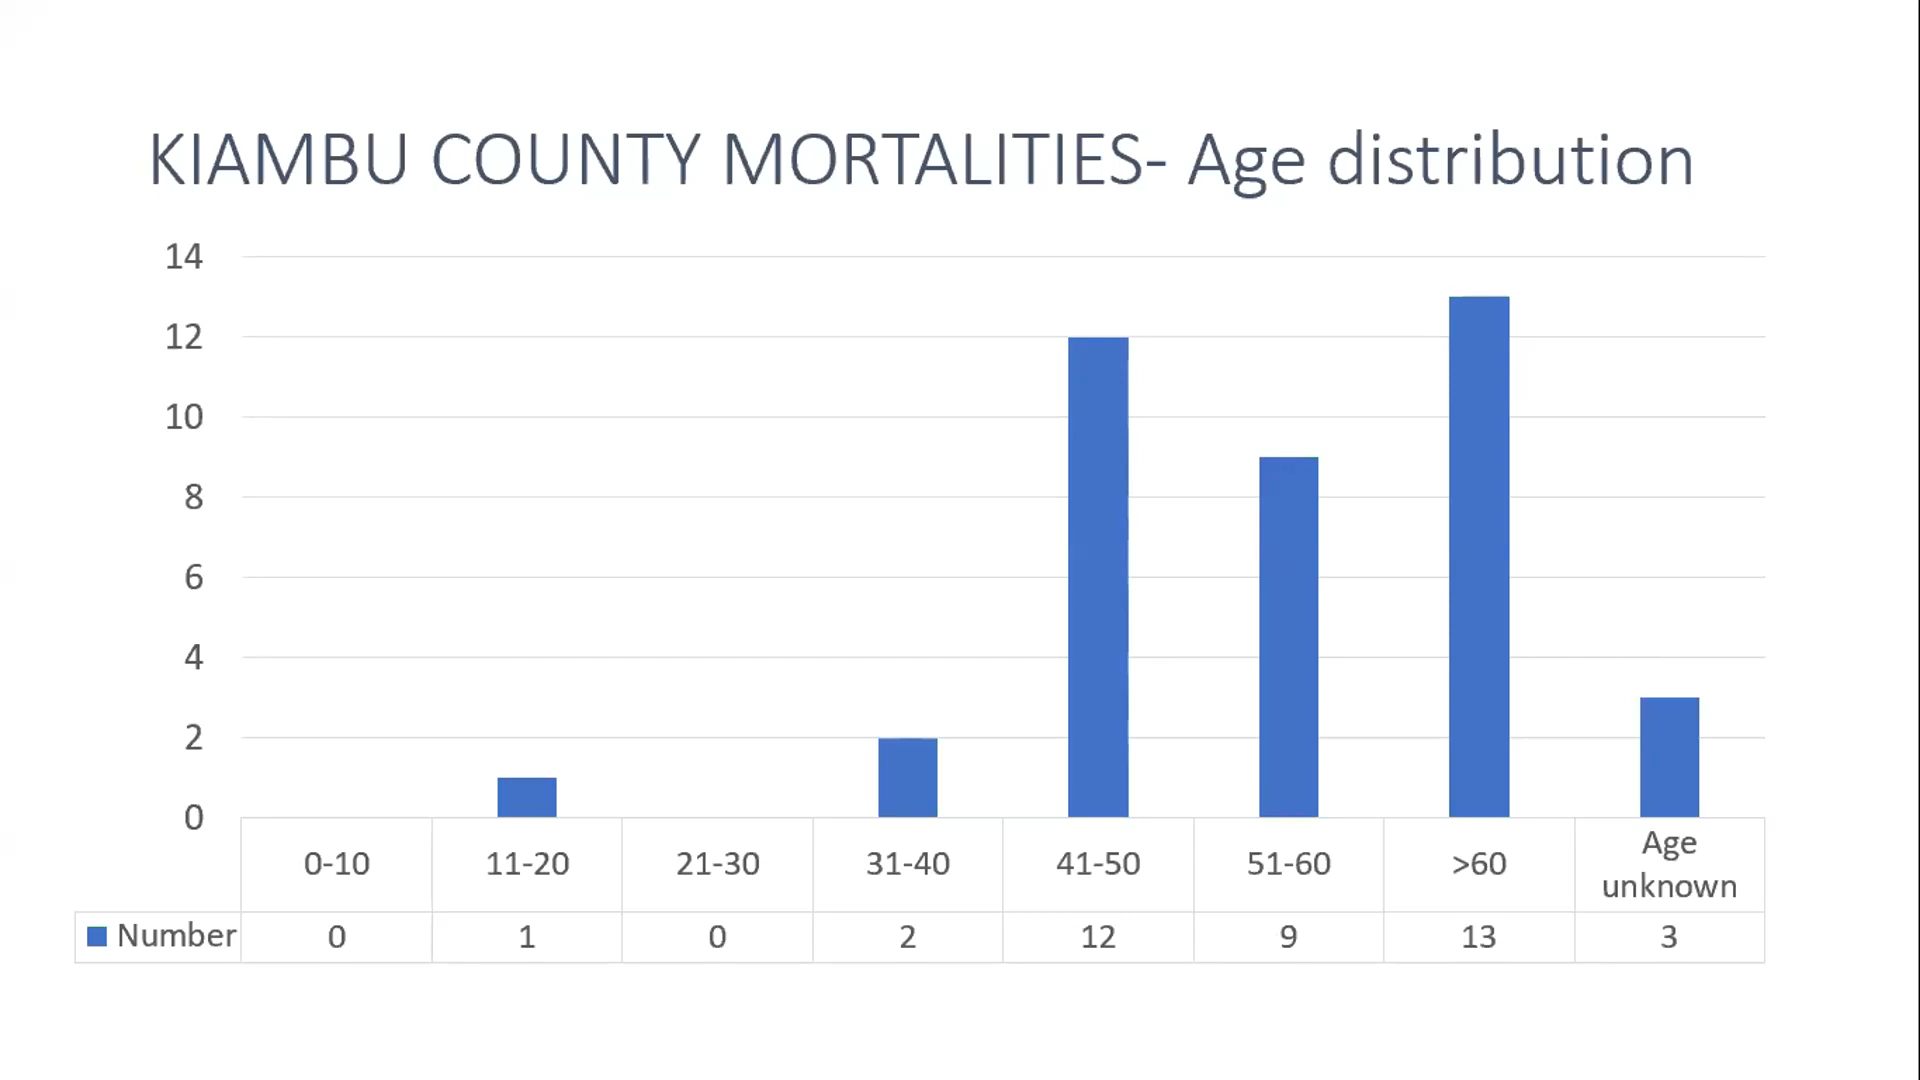 KIAMBU COUNTY MORTALITIES- Age distribution
14
12
10
8
6
4
2
0
0-10 11-20 21-30 31-40 41-50 51-60 >60 Age unknown
Number 0 1 0 2 12 9 13 3